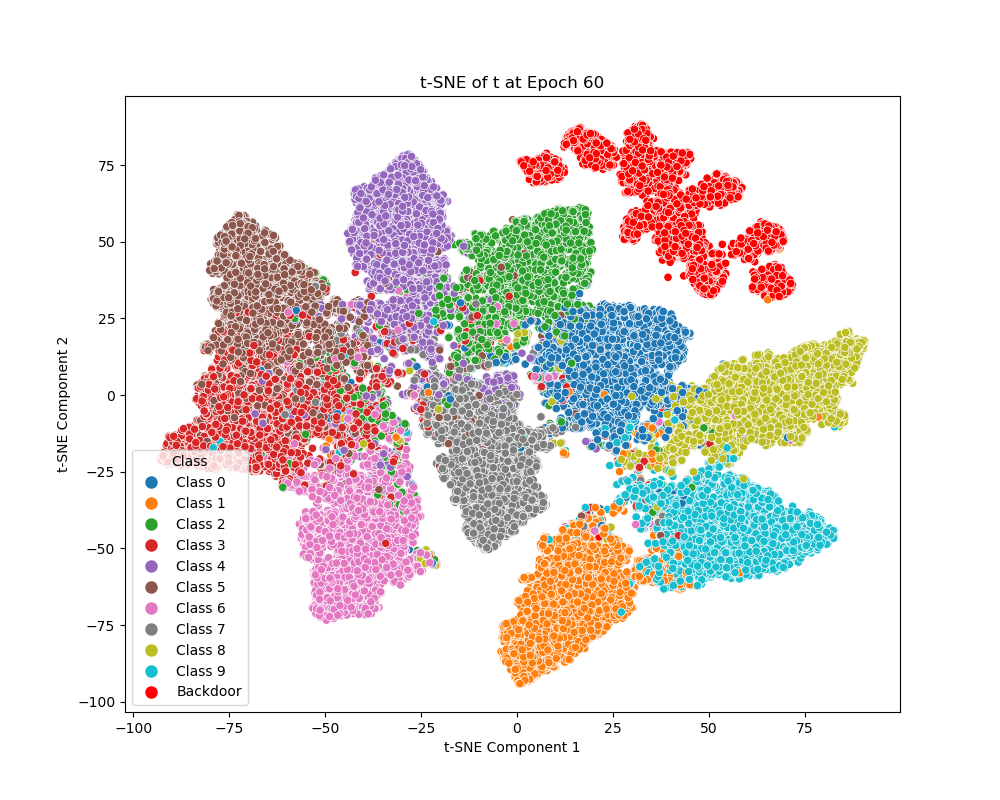 t-SNE of t at Epoch 60
75
50
25
0
−25
−50
−75
−100
t-SNE Component 2
Class
Class 0
Class 1
Class 2
Class 3
Class 4
Class 5
Class 6
Class 7
Class 8
Class 9
Backdoor
−100
−75
−50
−25
0
25
50
75
t-SNE Component 1